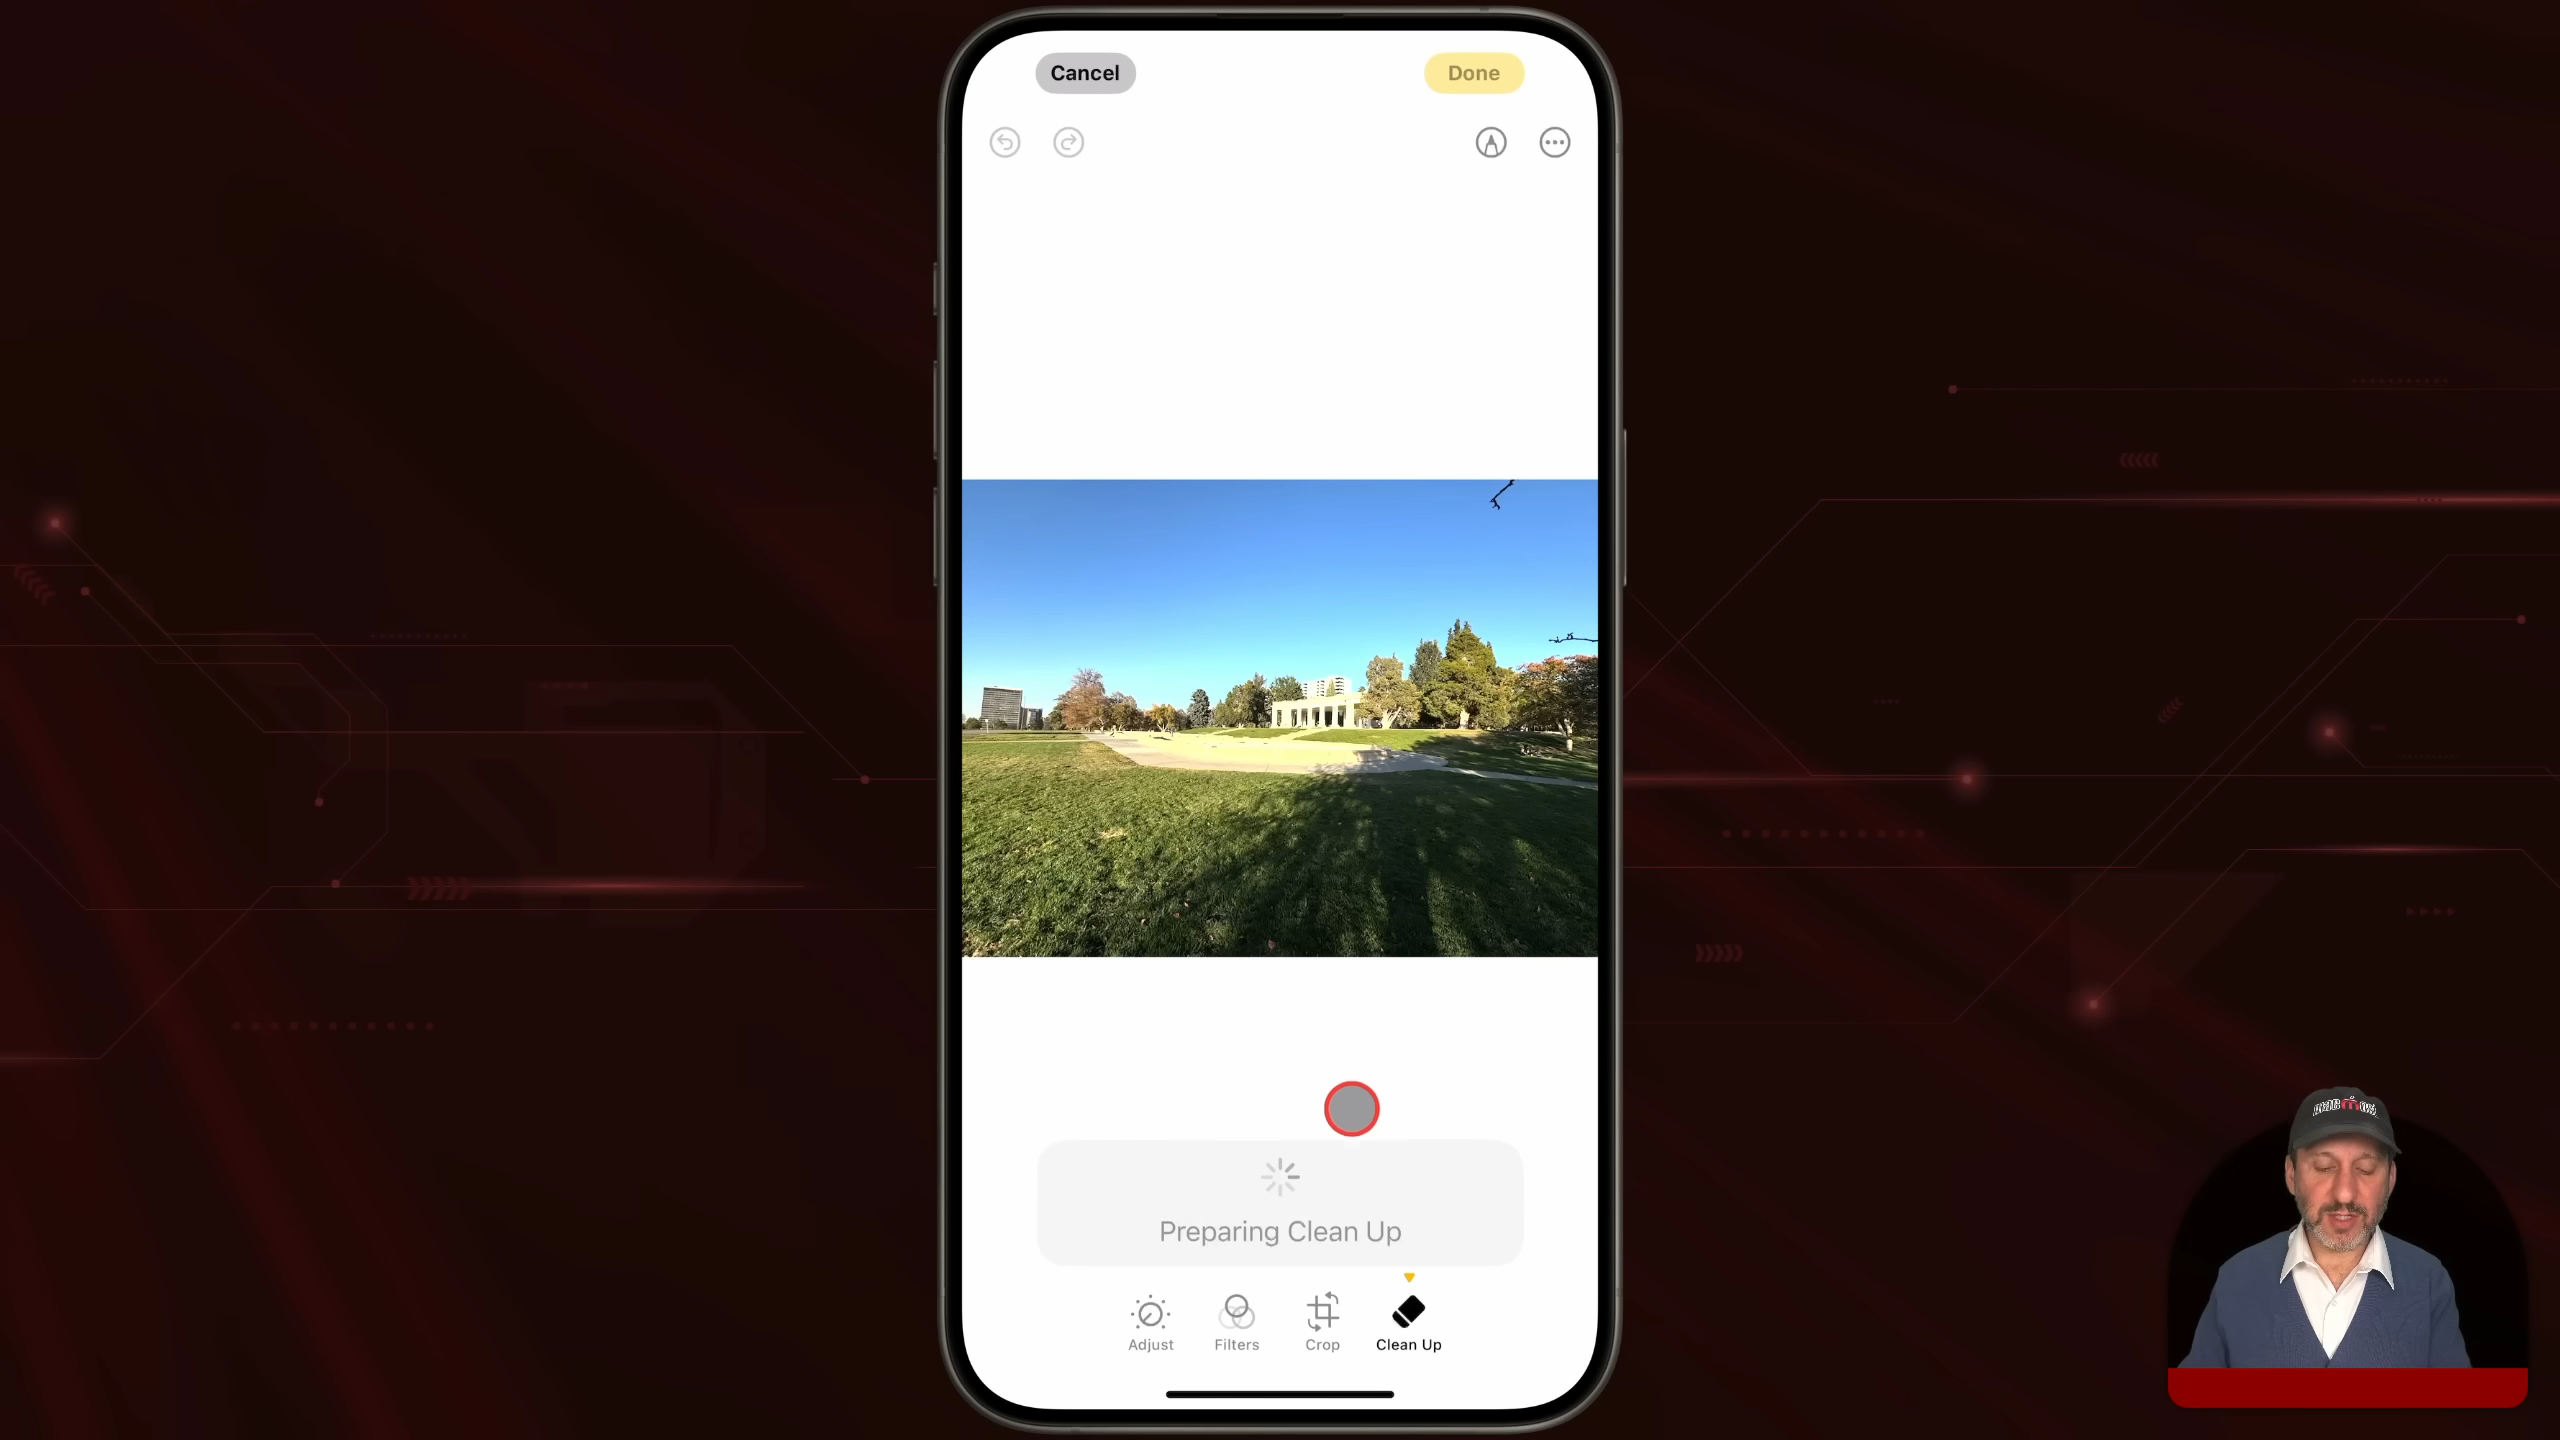 Cancel
Done
Preparing Clean Up
Adjust
Filters
Crop
Clean Up